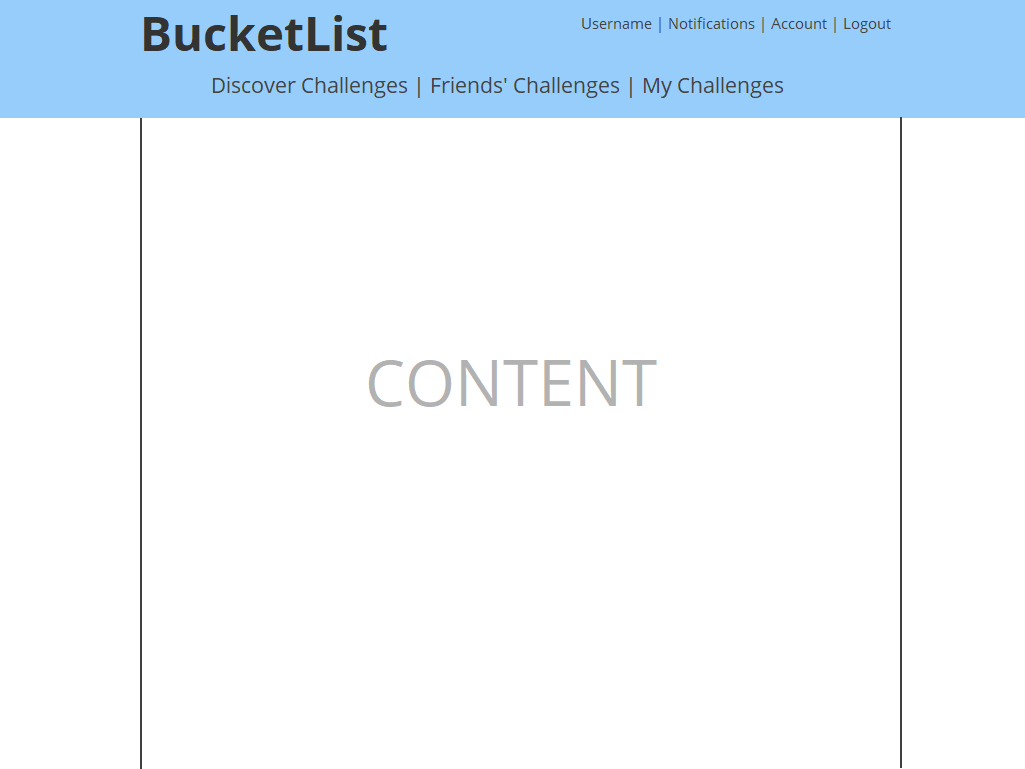 BucketList
Username | Notifications | Account | Logout
Discover Challenges | Friends' Challenges | My Challenges
CONTENT